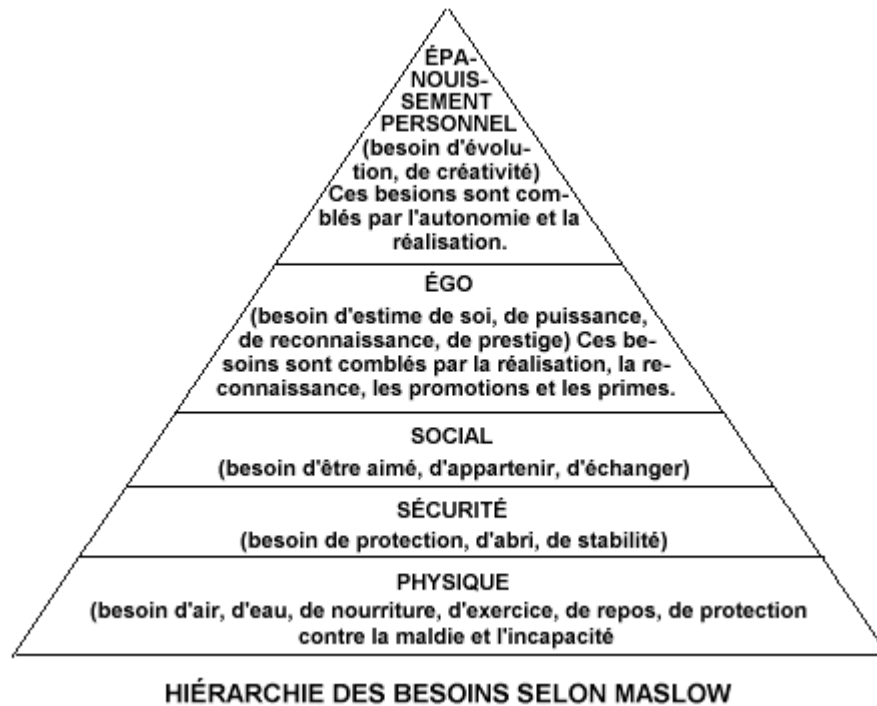 ÉPA-
NOUIS-
SEMENT
PERSONNEL
(besoin d'évolu-
tion, de créativité)
Ces besions sont com-
blés par l'autonomie et la
réalisation.
ÉGO
(besoin d'estime de soi, de puissance,
de reconnaissance, de prestige) Ces be-
soins sont comblés par la réalisation, la re-
connaissance, les promotions et les primes.
SOCIAL
(besoin d'être aimé, d'appartenir, d'échanger)
SÉCURITÉ
(besoin de protection, d'abri, de stabilité)
PHYSIQUE
(besoin d'air, d'eau, de nourriture, d'exercice, de repos, de protection
contre la maldie et l'incapacité
HIÉRARCHIE DES BESOINS SELON MASLOW